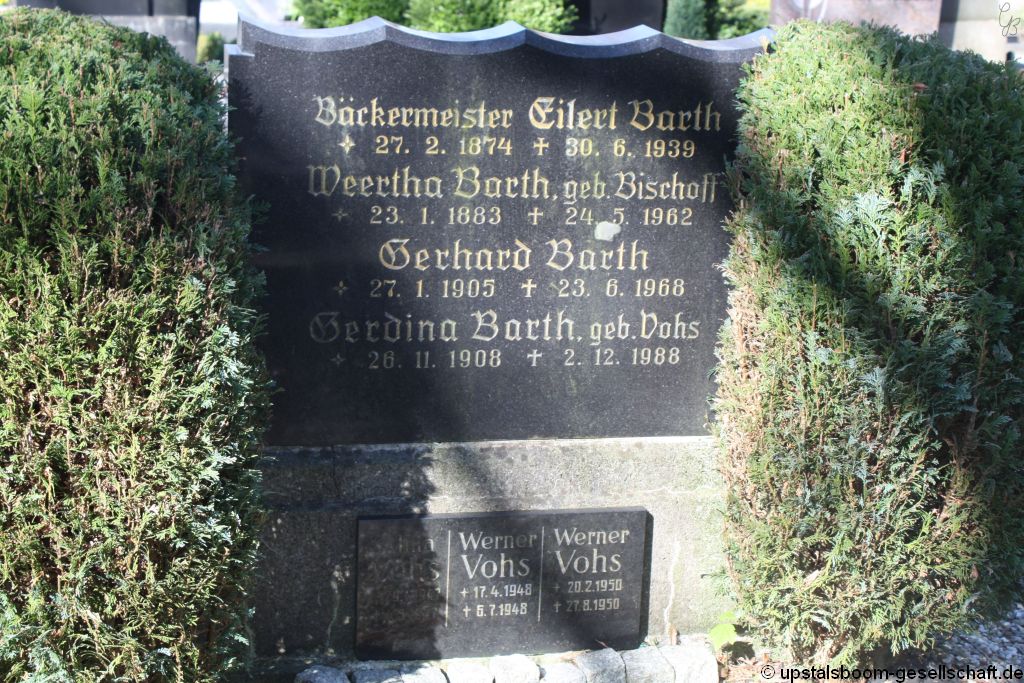 Bäckermeister Eilert Barth
27. 2. 1874 ✝ 30. 6. 1939
Weertha Barth, geb. Bischoff
23. 1. 1883 ✝ 24. 5. 1962
Gerhard Barth
27. 1. 1905 ✝ 23. 6. 1968
Gerdina Barth, geb. Vohs
26. 11. 1908 ✝ 2. 12. 1988
Werner
Vohs
17.4.1948
✝ 6.7.1948
Werner
Vohs
20.2.1950
✝ 27.8.1950
© upstalsboom-gesellschaft.de